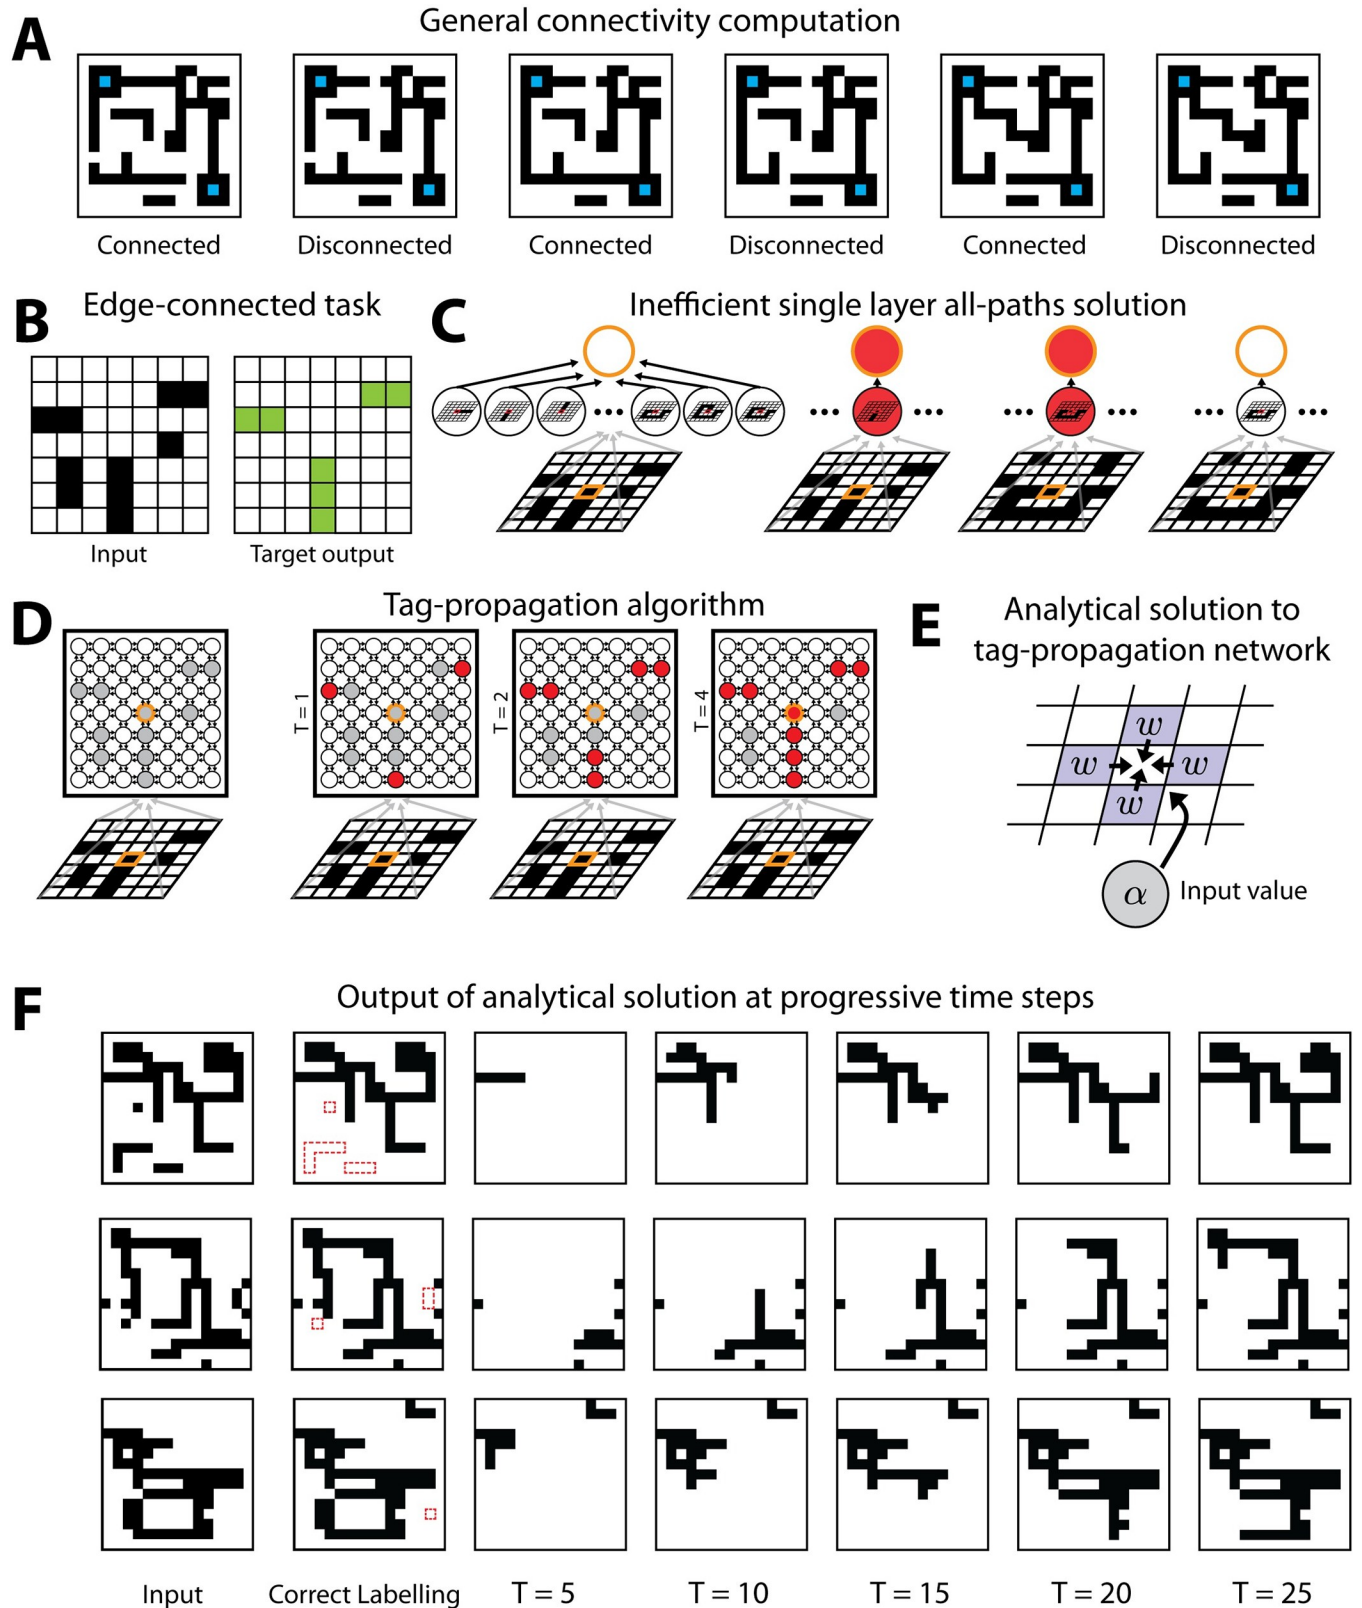 A
General connectivity computation
Connected
Disconnected
Connected
Disconnected
Connected
Disconnected
B
Edge-connected task
Input
Target output
C
Inefficient single layer all-paths solution
D
Tag-propagation algorithm
T = 1
T = 2
T = 4
E
Analytical solution to
tag-propagation network
w
w
w
w
α
Input value
F
Output of analytical solution at progressive time steps
Input
Correct Labelling
T = 5
T = 10
T = 15
T = 20
T = 25